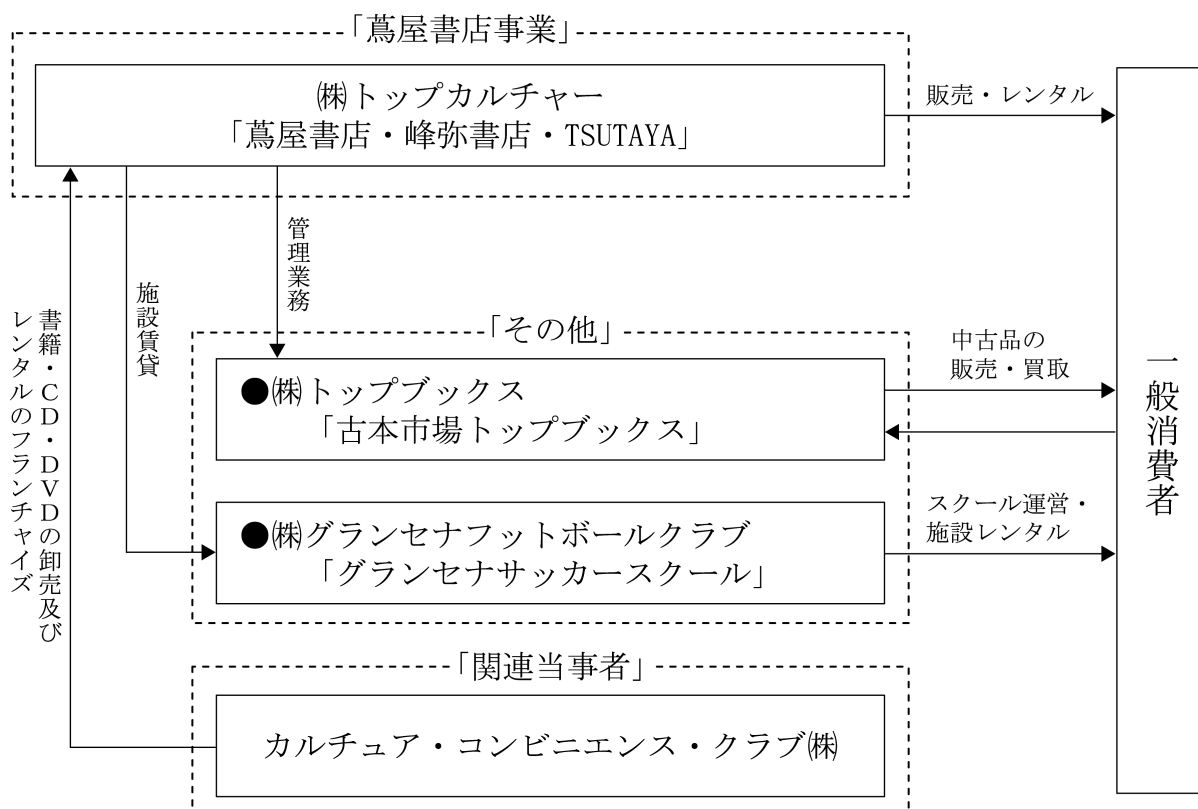 「蔦屋書店事業」
㈱トップカルチャー
「蔦屋書店・峰弥書店・TSUTAYA」
販売・レンタル
管理業務
施設賃貸
書籍・CD・DVDの卸売及び
レンタルのフランチャイズ
「その他」
●㈱トップブックス
「古本市場トップブックス」
中古品の
販売・買取
●㈱グランセナフットボールクラブ
「グランセナサッカースクール」
スクール運営・
施設レンタル
一般消費者
「関連当事者」
カルチュア・コンビニエンス・クラブ㈱